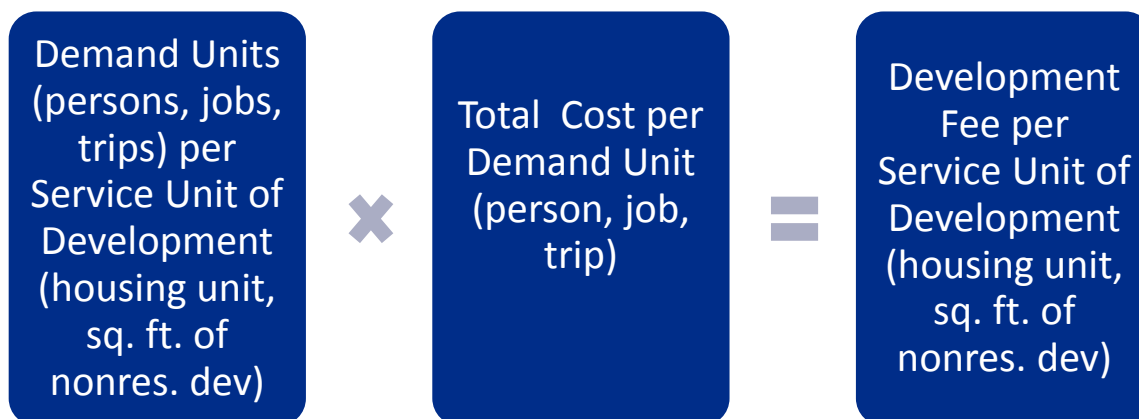 Demand Units
(persons, jobs,
trips) per
Service Unit of
Development
(housing unit,
sq. ft. of
nonres. dev)
×
Total Cost per
Demand Unit
(person, job,
trip)
=
Development
Fee per
Service Unit of
Development
(housing unit,
sq. ft. of
nonres. dev)